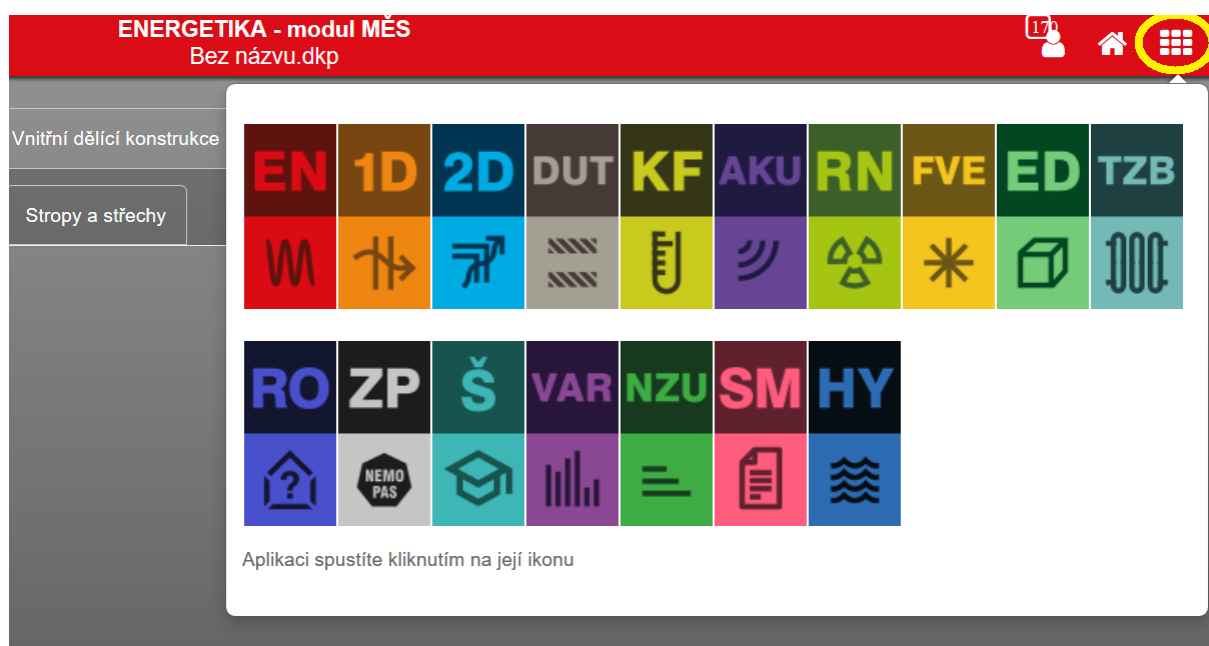 ENERGETIKA - modul MĚS
Bez názvu.dkp
170
Vnitřní dělící konstrukce
Stropy a střechy
EN 1D 2D DUT KF AKU RN FVE ED TZB
RO ZP Š VAR NZU SM HY
?
NEMO
PAS
Aplikaci spustíte kliknutím na její ikonu